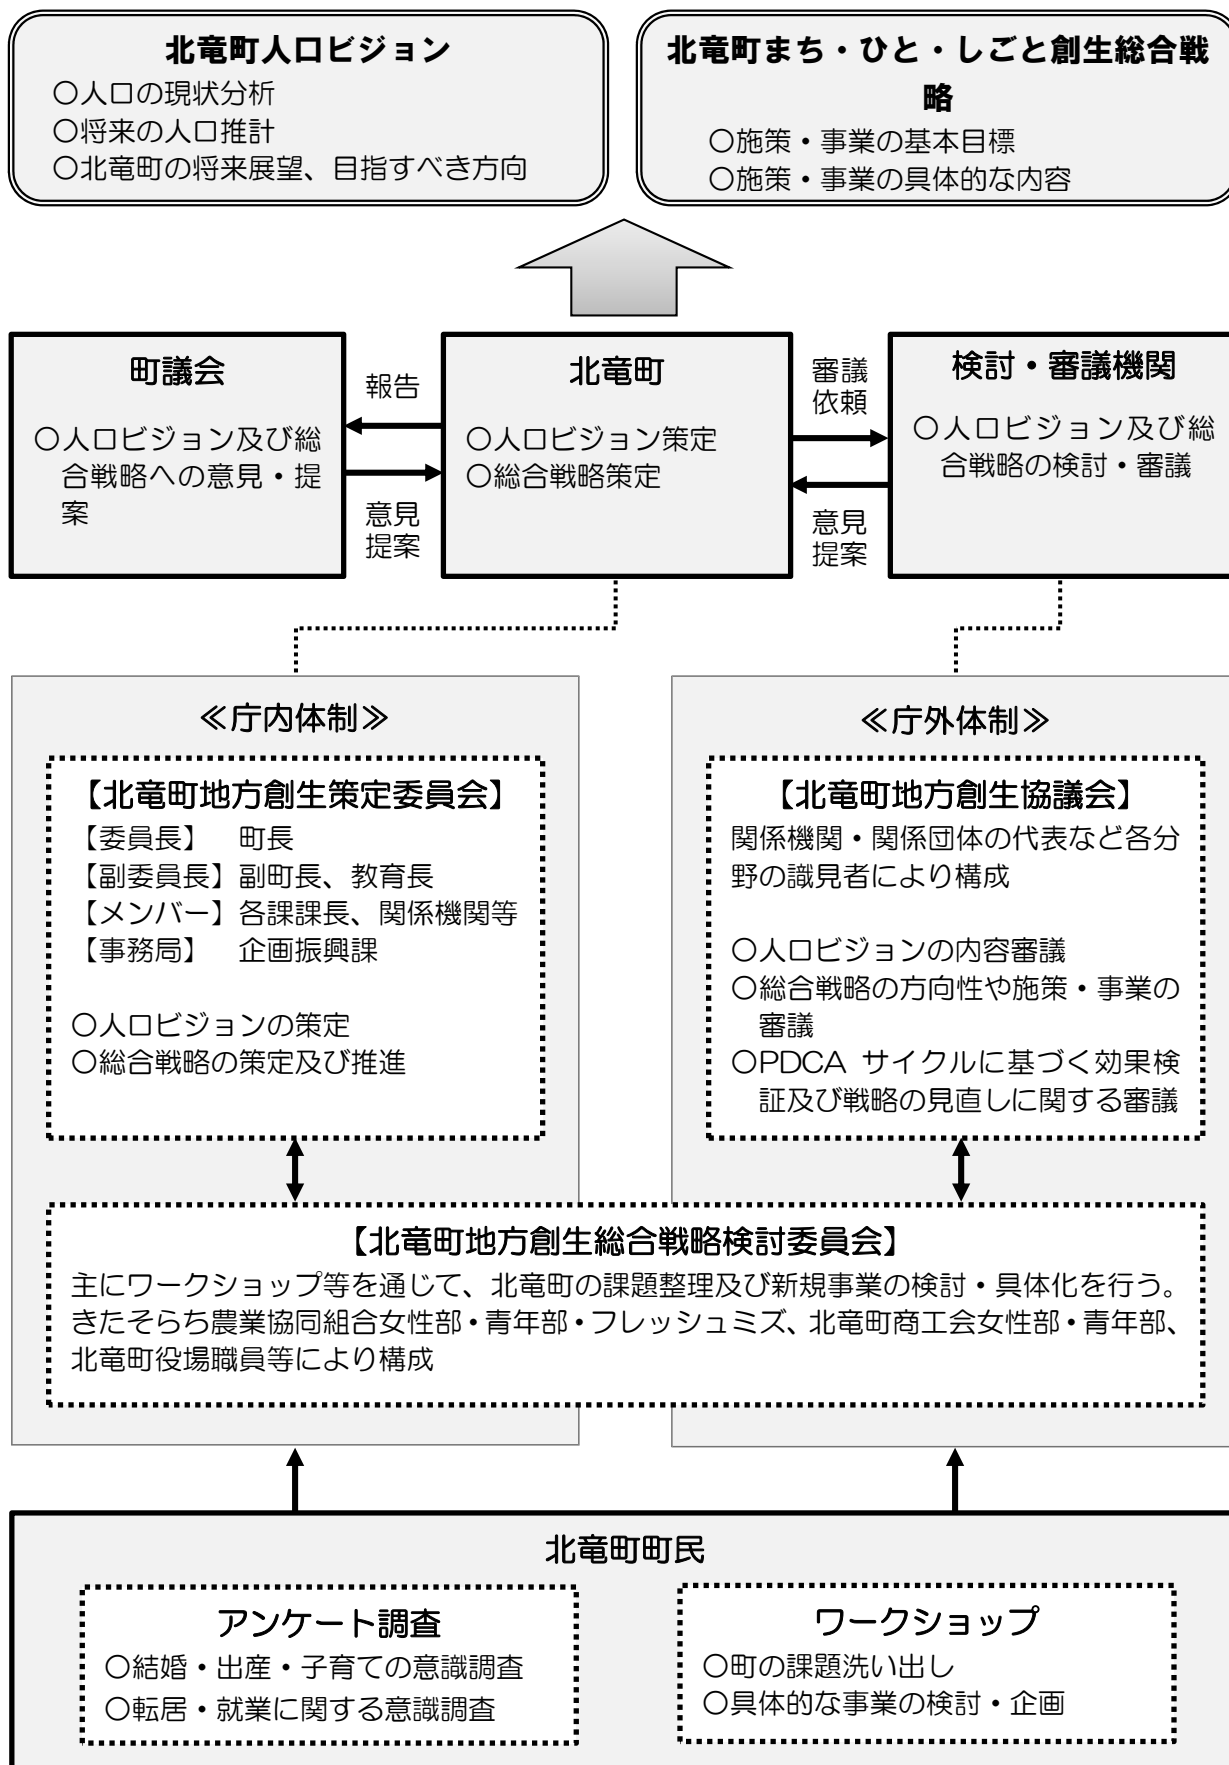 北竜町人口ビジョン
○人口の現状分析
○将来の人口推計
○北竜町の将来展望、目指すべき方向
北竜町まち・ひと・しごと創生総合戦
略
○施策・事業の基本目標
○施策・事業の具体的な内容
町議会
○人口ビジョン及び総
合戦略への意見・提
案
報告
意見
提案
北竜町
○人口ビジョン策定
○総合戦略策定
審議
依頼
意見
提案
検討・審議機関
○人口ビジョン及び総
合戦略の検討・審議
≪庁内体制≫
【北竜町地方創生策定委員会】
【委員長】 町長
【副委員長】副町長、教育長
【メンバー】各課課長、関係機関等
【事務局】 企画振興課
○人口ビジョンの策定
○総合戦略の策定及び推進
≪庁外体制≫
【北竜町地方創生協議会】
関係機関・関係団体の代表など各分
野の識見者により構成
○人口ビジョンの内容審議
○総合戦略の方向性や施策・事業の
審議
○PDCA サイクルに基づく効果検
証及び戦略の見直しに関する審議
【北竜町地方創生総合戦略検討委員会】
主にワークショップ等を通じて、北竜町の課題整理及び新規事業の検討・具体化を行う。
きたそらち農業協同組合女性部・青年部・フレッシュミズ、北竜町商工会女性部・青年部、
北竜町役場職員等により構成
北竜町町民
アンケート調査
○結婚・出産・子育ての意識調査
○転居・就業に関する意識調査
ワークショップ
○町の課題洗い出し
○具体的な事業の検討・企画